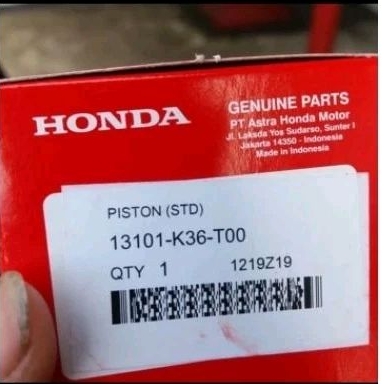 HONDA
GENUINE PARTS
PT Astra Honda Motor
Jl. Laksda Yos Sudarso, Sunter I
Jakarta 14350 - Indonesia
Made in Indonesia
PISTON (STD)
13101-K36-T00
QTY 1 1219Z19